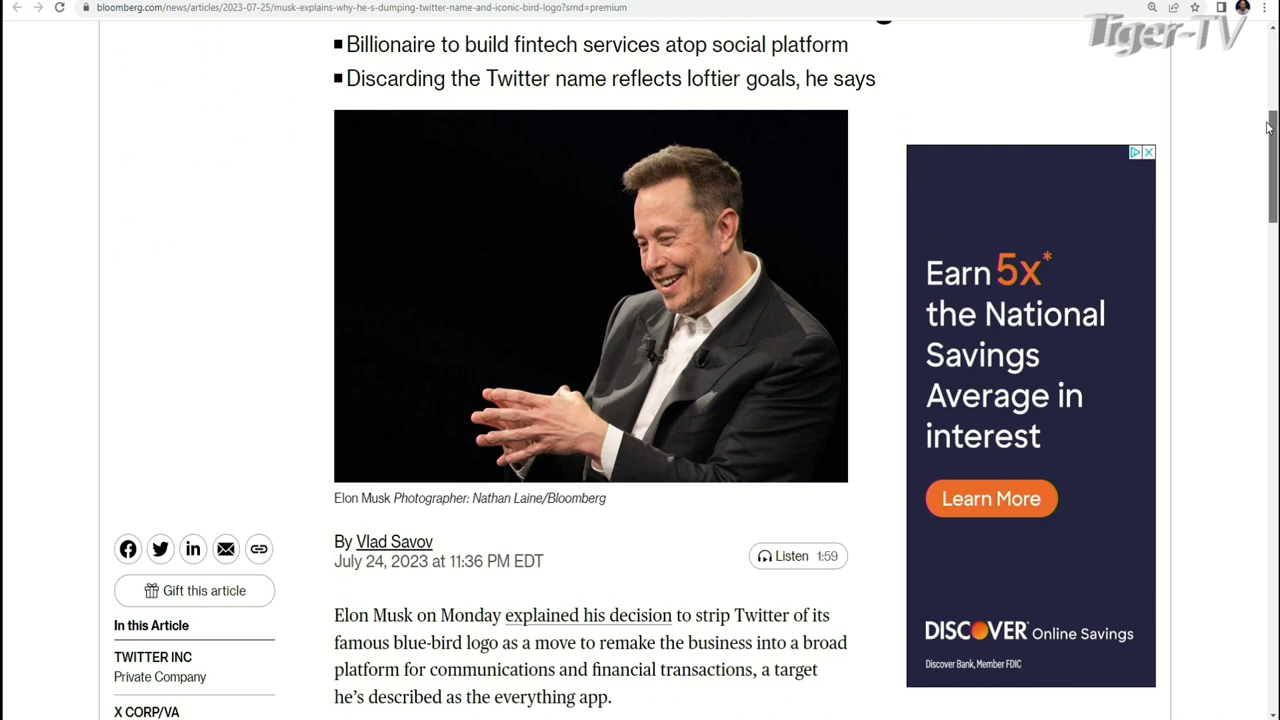 bloomberg.com/news/articles/2023-07-25/musk-explains-why-he-s-dumping-twitter-name-and-iconic-bird-logo?srnd=premium
Tiger-TV
Billionaire to build fintech services atop social platform
Discarding the Twitter name reflects loftier goals, he says
Elon Musk Photographer: Nathan Laine/Bloomberg
By Vlad Savov
July 24, 2023 at 11:36 PM EDT
Listen 1:59
Gift this article
In this Article
TWITTER INC
Private Company
X CORP/VA
Elon Musk on Monday explained his decision to strip Twitter of its
famous blue-bird logo as a move to remake the business into a broad
platform for communications and financial transactions, a target
he's described as the everything app.
Earn 5x*
the National
Savings
Average in
interest
Learn More
DISCOVER® Online Savings
Discover Bank, Member FDIC